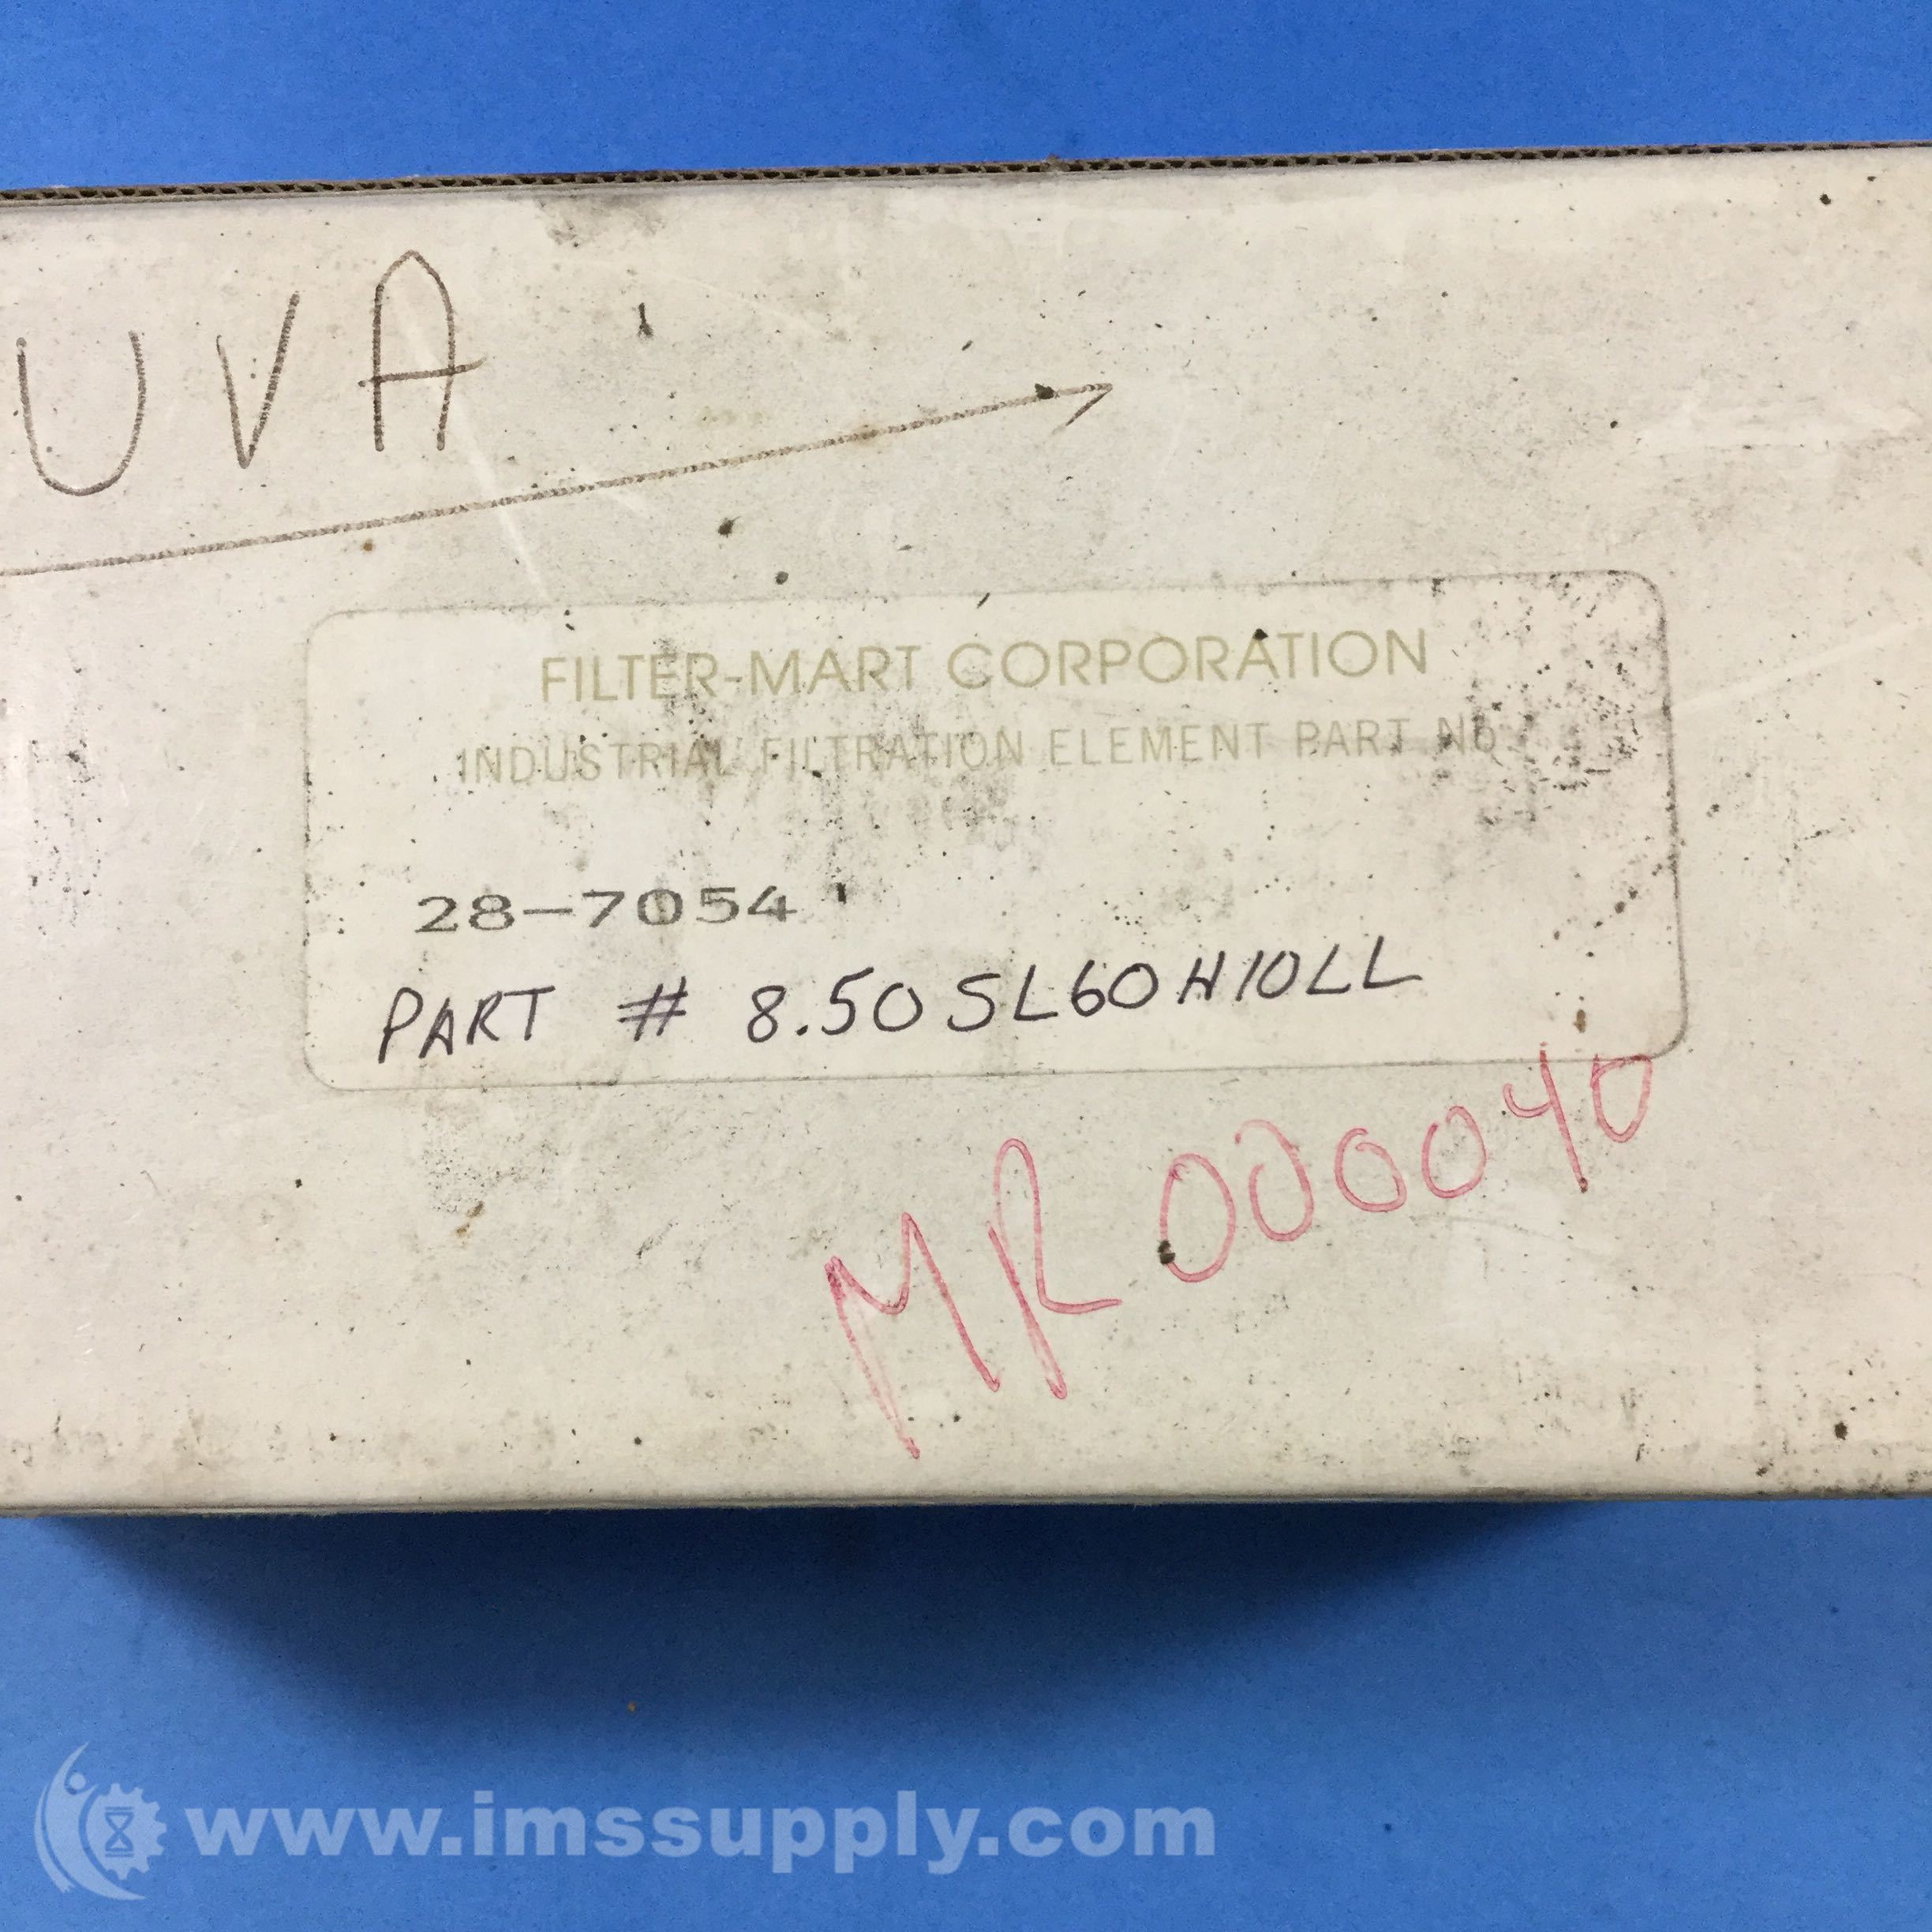 UVA
FILTER-MART CORPORATION
INDUSTRIAL FILTRATION ELEMENT PART NO
28-7054
PART # 8.50SL60H10LL
MR000040
www.imssupply.com